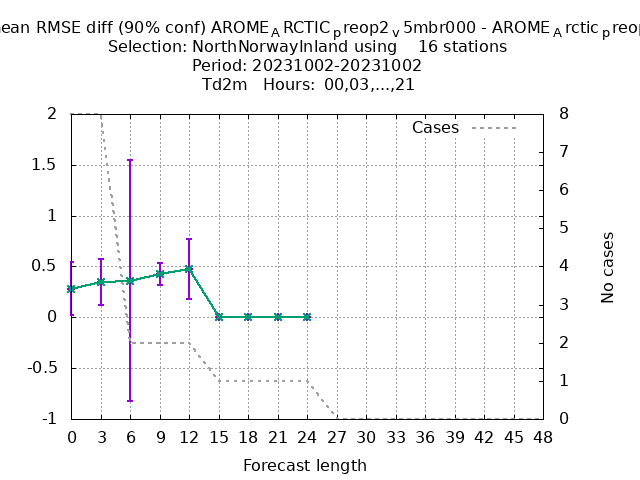 ean RMSE diff (90% conf) AROME_ARCTIC_preop2_v5mbr000 - AROME_Arctic_preop
Selection: NorthNorwayInland using 16 stations
Period: 20231002-20231002
Td2m Hours: 00,03,...,21
Cases
2
1.5
1
0.5
0
-0.5
-1
8
7
6
5
4
3
2
1
0
No cases
0 3 6 9 12 15 18 21 24 27 30 33 36 39 42 45 48
Forecast length